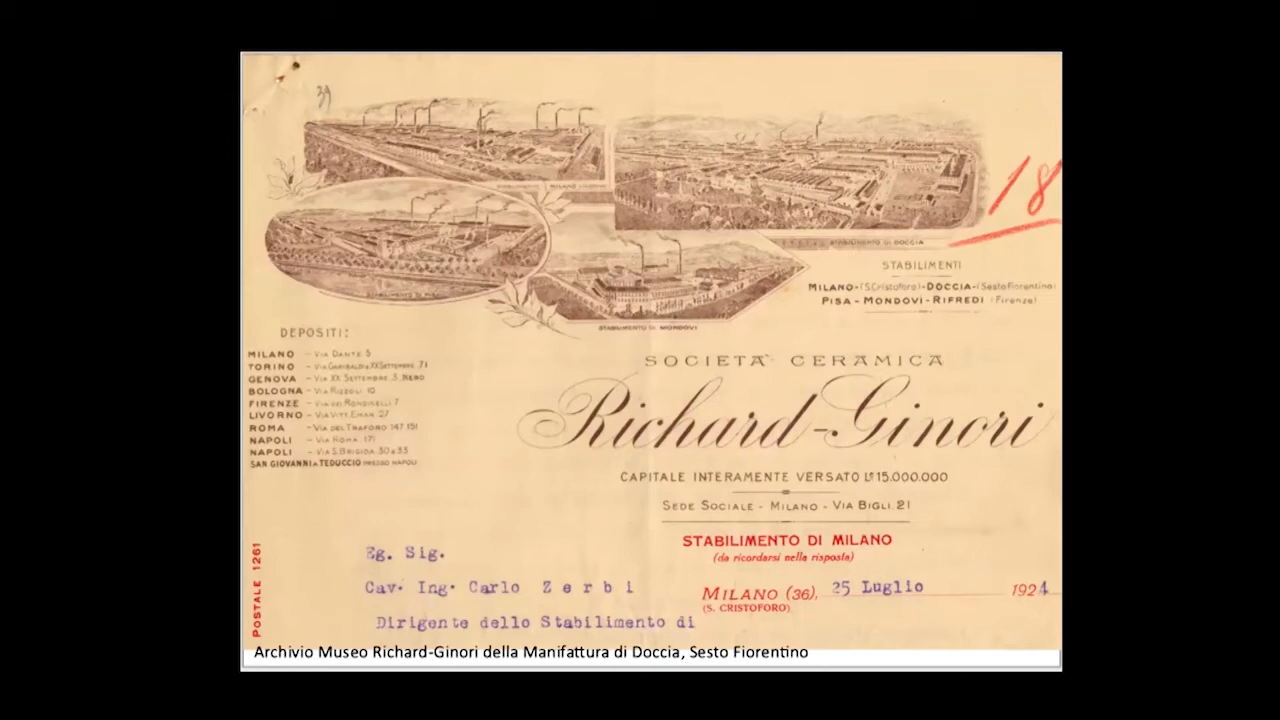 39
18
STABILIMENTO MILANO
STABILIMENTO DI DOCCIA
STABILIMENTO DI
STABILIMENTO DI MONDOVI
STABILIMENTI
MILANO-(S.Cristoforo)-DOCCIA-(Sesto Fiorentino)
PISA-MONDOVI-RIFREDI (Firenze)
DEPOSITI:
MILANO - VIA DANTE 5
TORINO - VIA GARIBALDI e XX SETTEMBRE 71
GENOVA - VIA XX SETTEMBRE 3. NERO
BOLOGNA - VIA RIZZOLI 10
FIRENZE - VIA DEI RONDINELLI 7
LIVORNO - VIA VITT. EMAN. 27
ROMA - VIA DEL TRAFORO 147 151
NAPOLI - VIA ROMA 171
NAPOLI - VIA S. BRIGIDA 30 e 33
SAN GIOVANNI A TEDUCCIO PRESSO NAPOLI
SOCIETÀ CERAMICA
Richard-Ginori
CAPITALE INTERAMENTE VERSATO Lre 15.000.000
SEDE SOCIALE - MILANO - VIA BIGLI. 21
STABILIMENTO DI MILANO
(da ricordarsi nella risposta)
MILANO (36), 25 Luglio 1924
(S. CRISTOFORO)
POSTALE 1261
Eg. Sig.
Cav. Ing. Carlo Z e r b i
Dirigente dello Stabilimento di
Archivio Museo Richard-Ginori della Manifattura di Doccia, Sesto Fiorentino